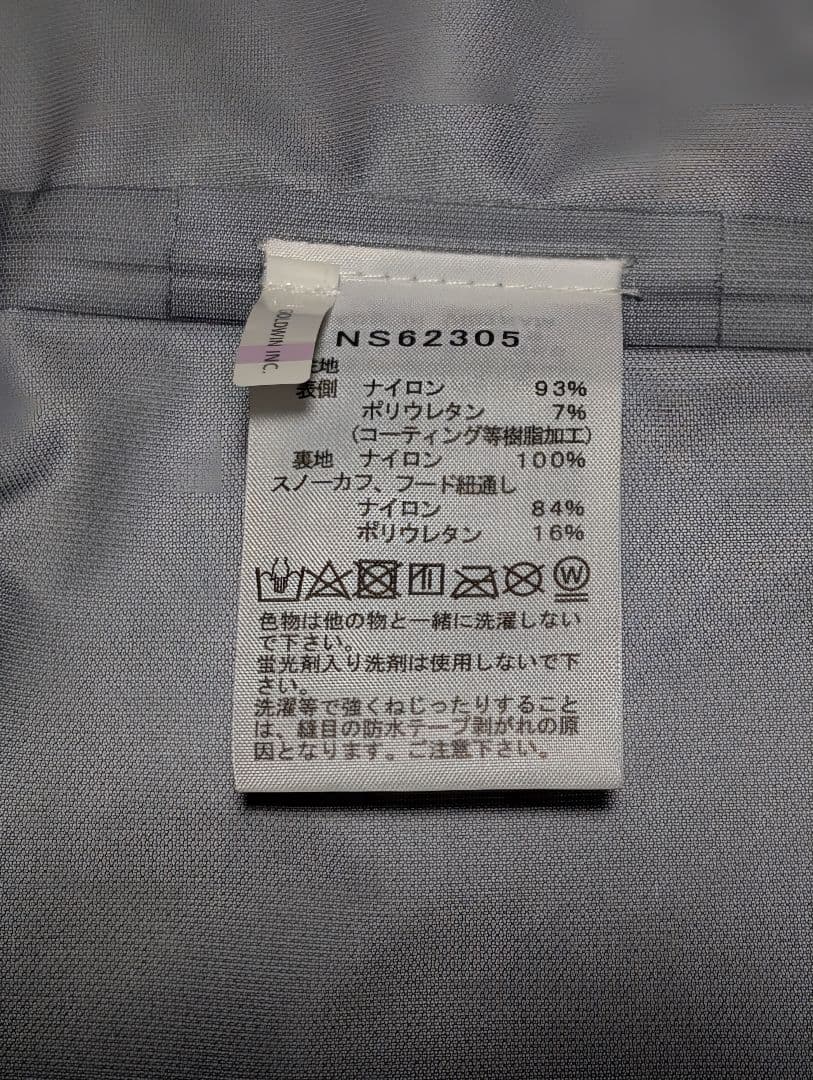 GOLDWIN INC.
NS62305
生地
表側 ナイロン 93%
ポリウレタン 7%
(コーティング等樹脂加工)
裏地 ナイロン 100%
スノーカフ、フード紐通し
ナイロン 84%
ポリウレタン 16%
W
色物は他の物と一緒に洗濯しない
で下さい。
蛍光剤入り洗剤は使用しないで下
さい。
洗濯等で強くねじったりすること
は、縫目の防水テープ剥がれの原
因となります。ご注意下さい。